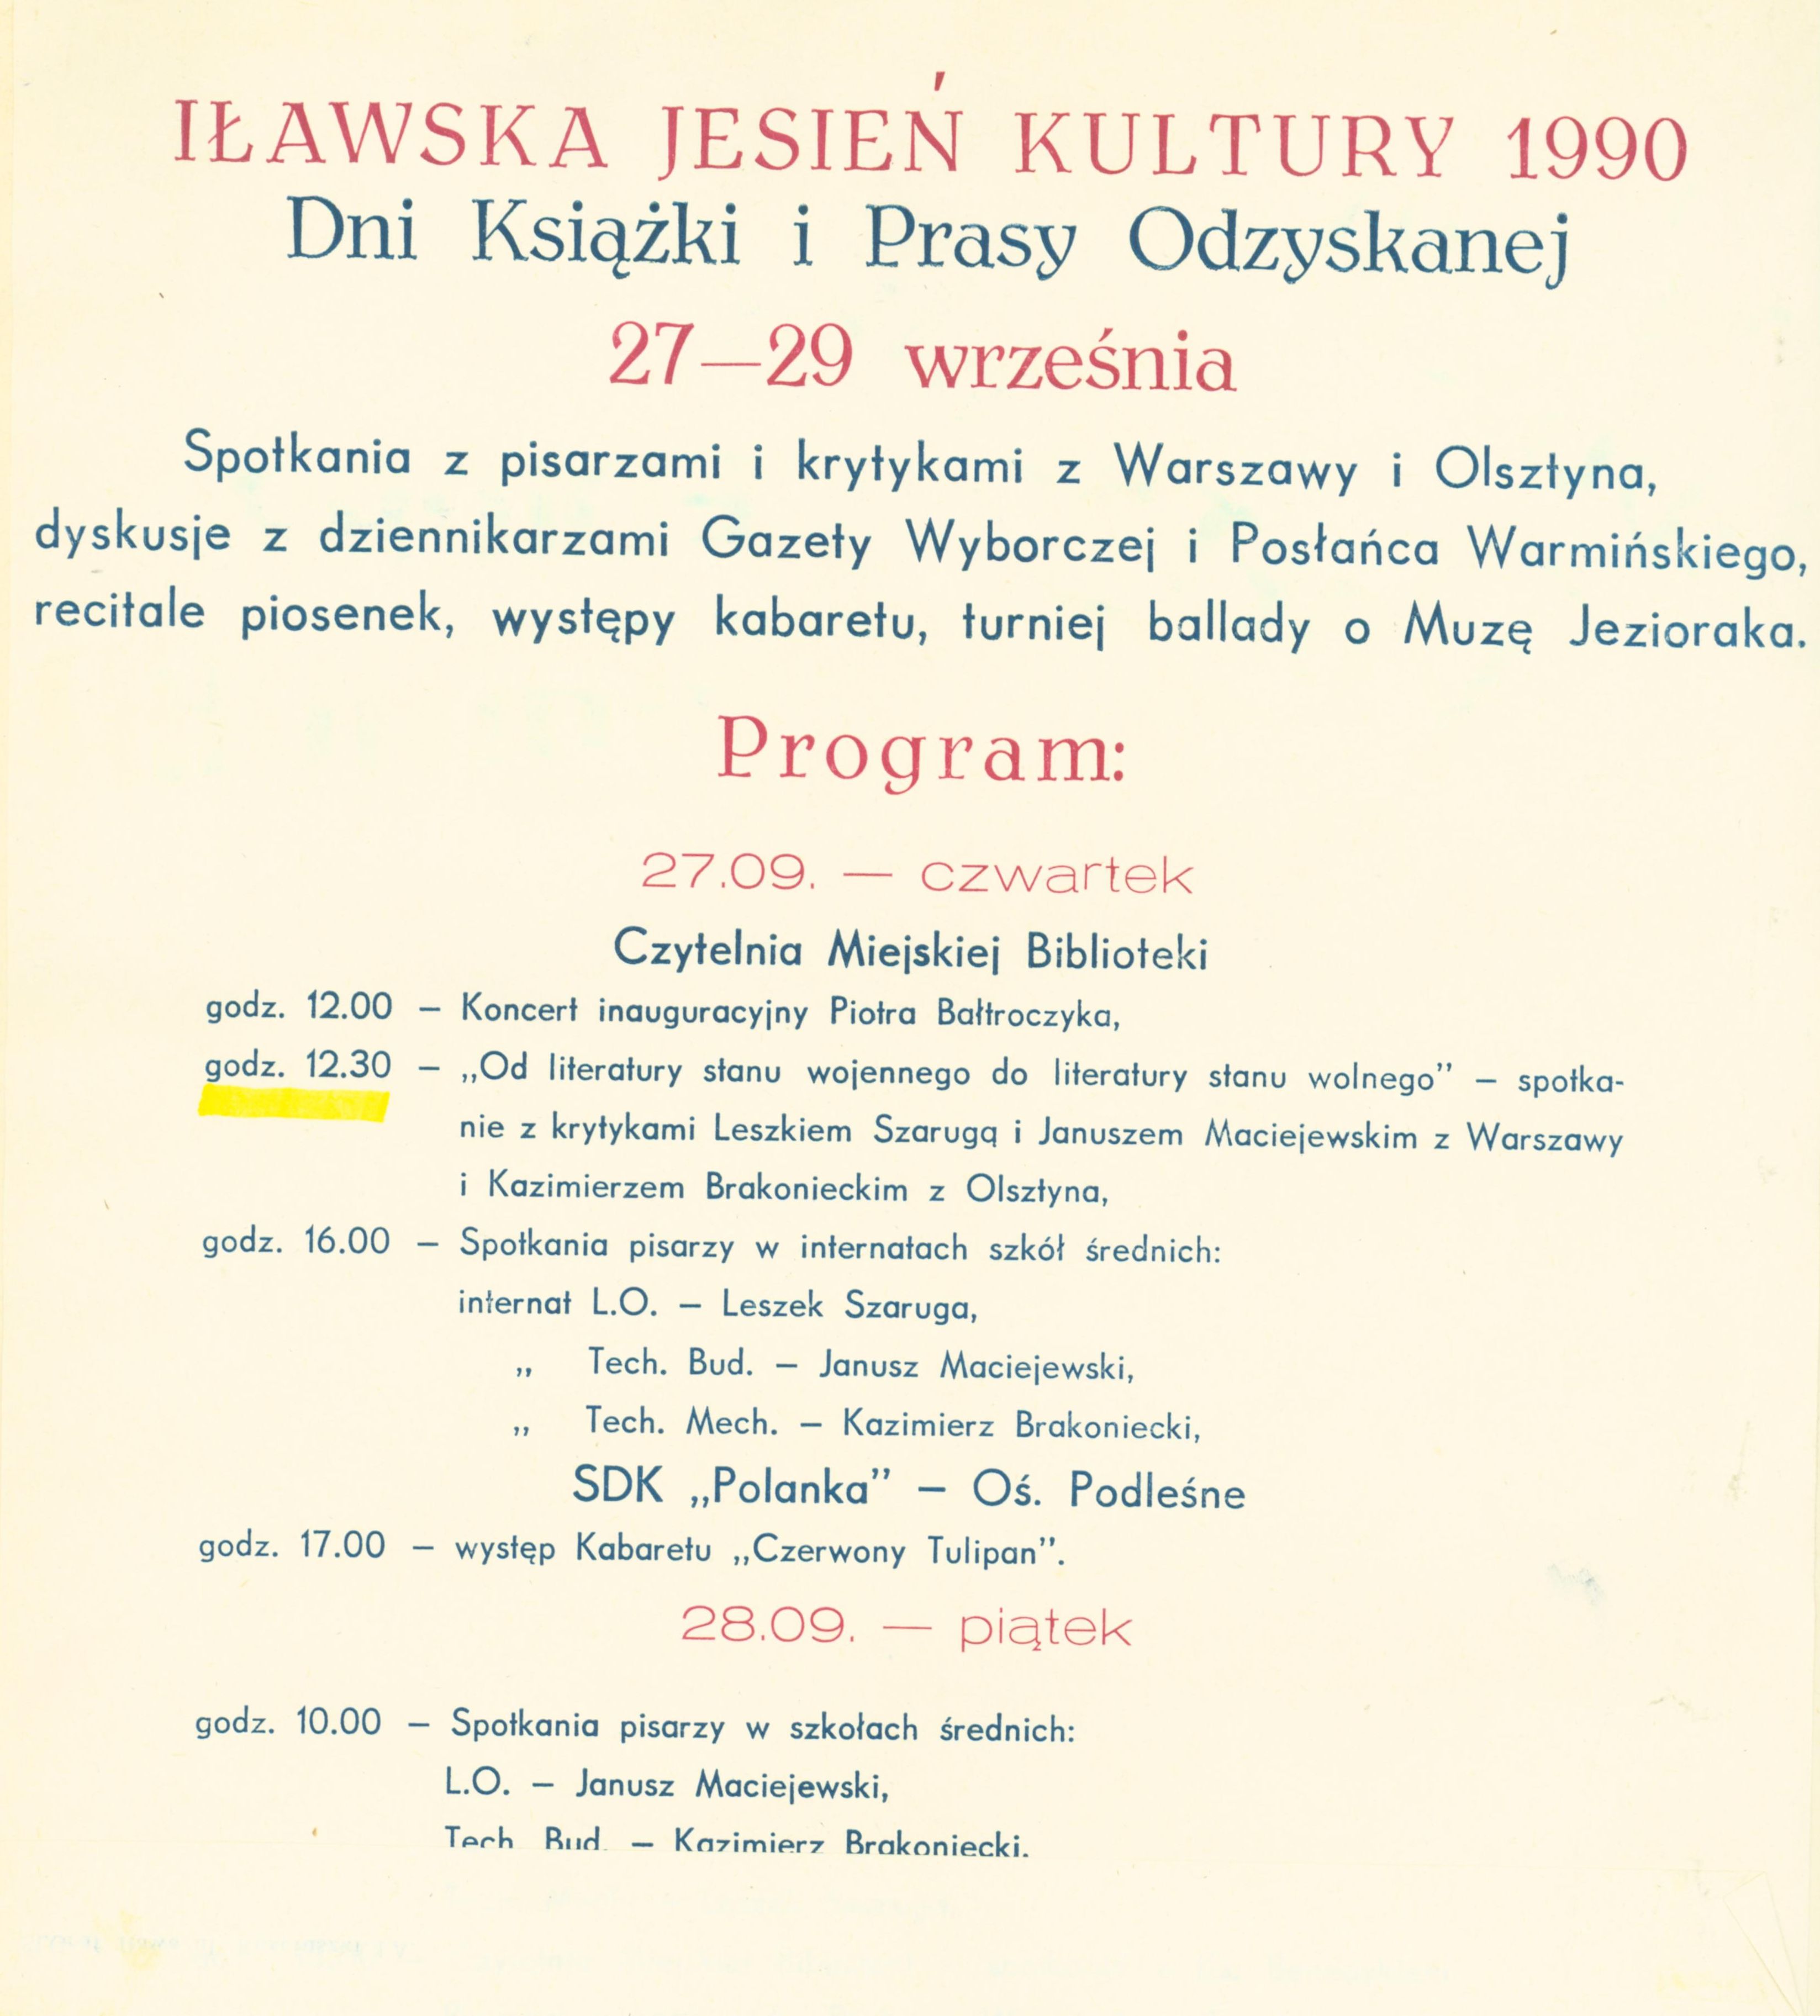 IŁAWSKA JESIEŃ KULTURY 1990
Dni Książki i Prasy Odzyskanej
27—29 września
Spotkania z pisarzami i krytykami z Warszawy i Olsztyna,
dyskusje z dziennikarzami Gazety Wyborczej i Posłańca Warmińskiego,
recitale piosenek, występy kabaretu, turniej ballady o Muzę Jezioraka.
Program:
27.09. — czwartek
Czytelnia Miejskiej Biblioteki
godz. 12.00 — Koncert inauguracyjny Piotra Bałtroczyka,
godz. 12.30 — „Od literatury stanu wojennego do literatury stanu wolnego” — spotka-
nie z krytykami Leszkiem Szarugą i Januszem Maciejewskim z Warszawy
i Kazimierzem Brakonieckim z Olsztyna,
godz. 16.00 — Spotkania pisarzy w internatach szkół średnich:
internat L.O. — Leszek Szaruga,
„ Tech. Bud. — Janusz Maciejewski,
„ Tech. Mech. — Kazimierz Brakoniecki,
SDK „Polanka” — Oś. Podleśne
godz. 17.00 — występ Kabaretu „Czerwony Tulipan”.
28.09. — piątek
godz. 10.00 — Spotkania pisarzy w szkołach średnich:
L.O. — Janusz Maciejewski,
Tech. Bud. — Kazimierz Brakoniecki.